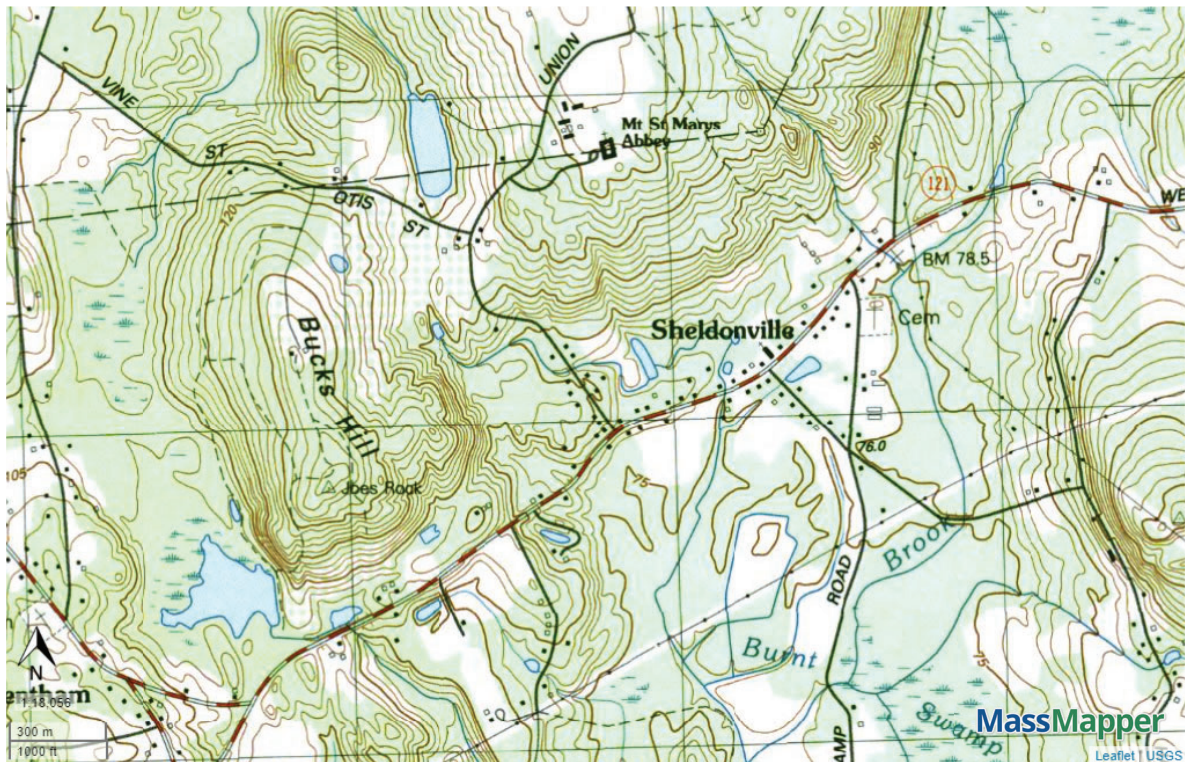 VINE
ST
UNION
Mt St Marys
Abbey
OTIS
ST
90
121
WE
120
BM 78.5
Bucks
Hill
Sheldonville
Cem
Joes Rock
76.0
75
105
Brook
ROAD
Burnt
75
N
entham
1:18,056
300 m
1000 ft
AMP
Swamp
MassMapper
Leaflet | USGS